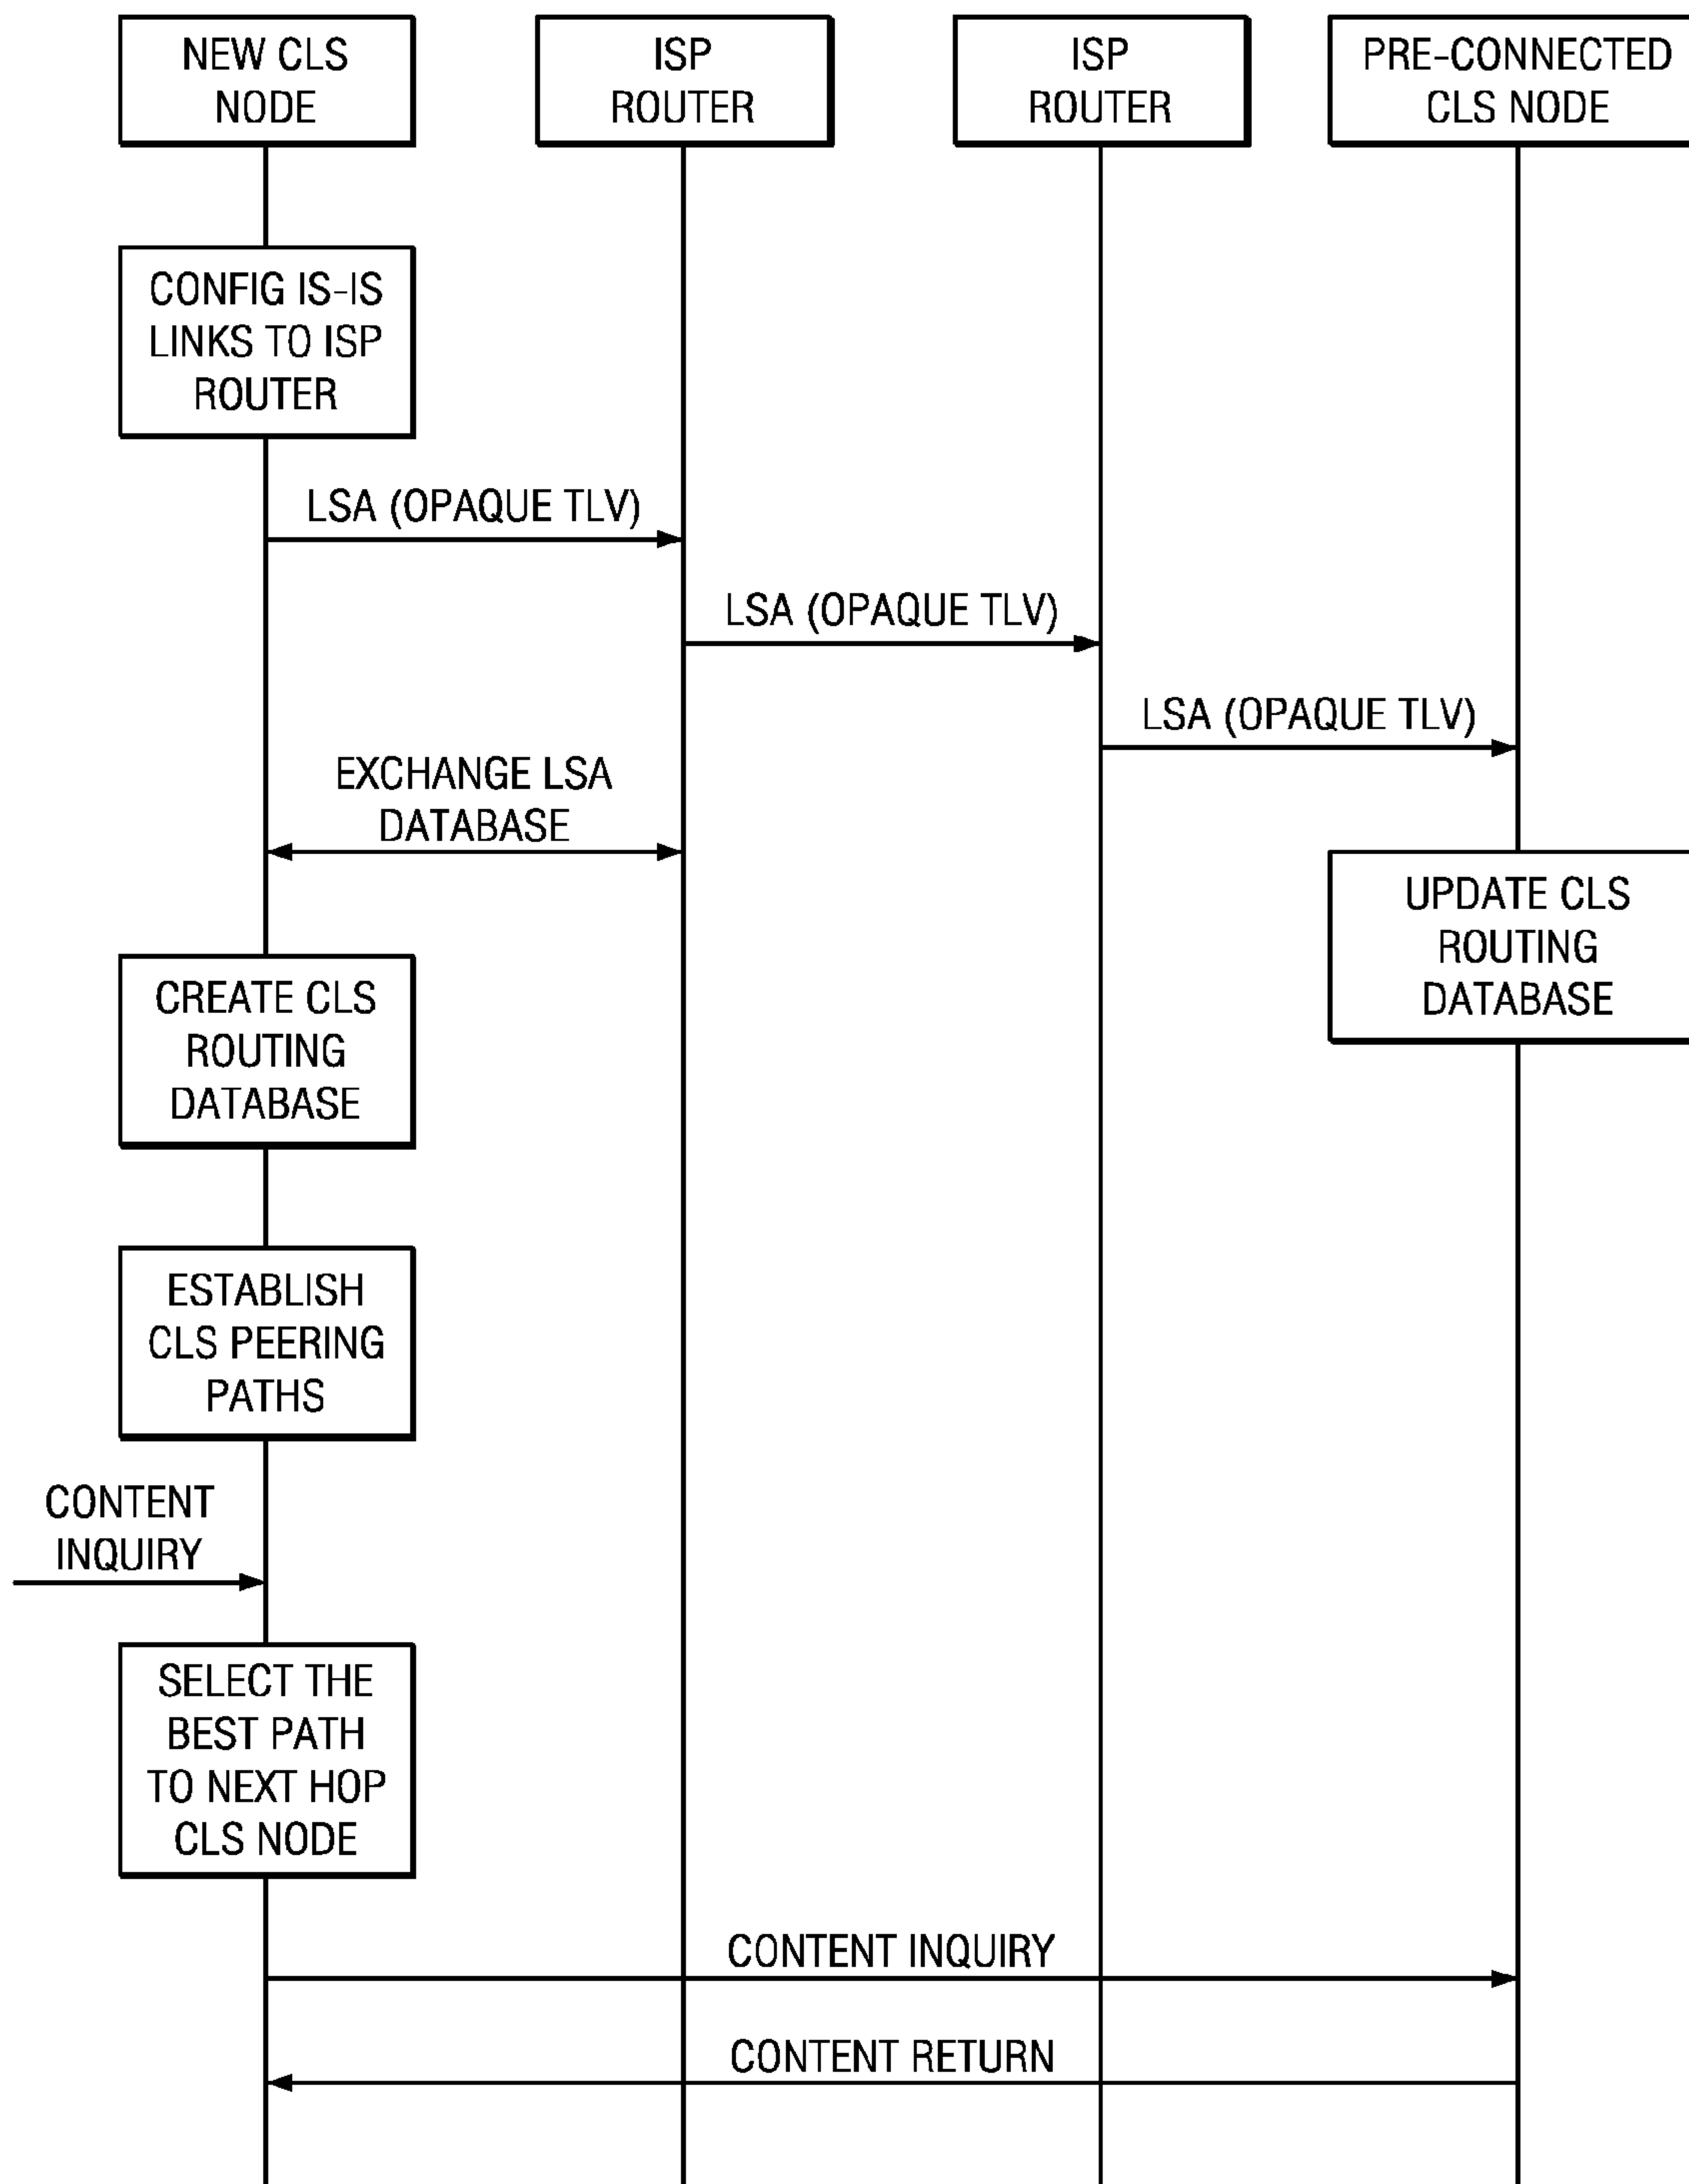 NEW CLS
NODE
ISP
ROUTER
ISP
ROUTER
PRE-CONNECTED
CLS NODE
CONFIG IS-IS
LINKS TO ISP
ROUTER
LSA (OPAQUE TLV)
LSA (OPAQUE TLV)
LSA (OPAQUE TLV)
EXCHANGE LSA
DATABASE
UPDATE CLS
ROUTING
DATABASE
CREATE CLS
ROUTING
DATABASE
ESTABLISH
CLS PEERING
PATHS
CONTENT
INQUIRY
SELECT THE
BEST PATH
TO NEXT HOP
CLS NODE
CONTENT INQUIRY
CONTENT RETURN